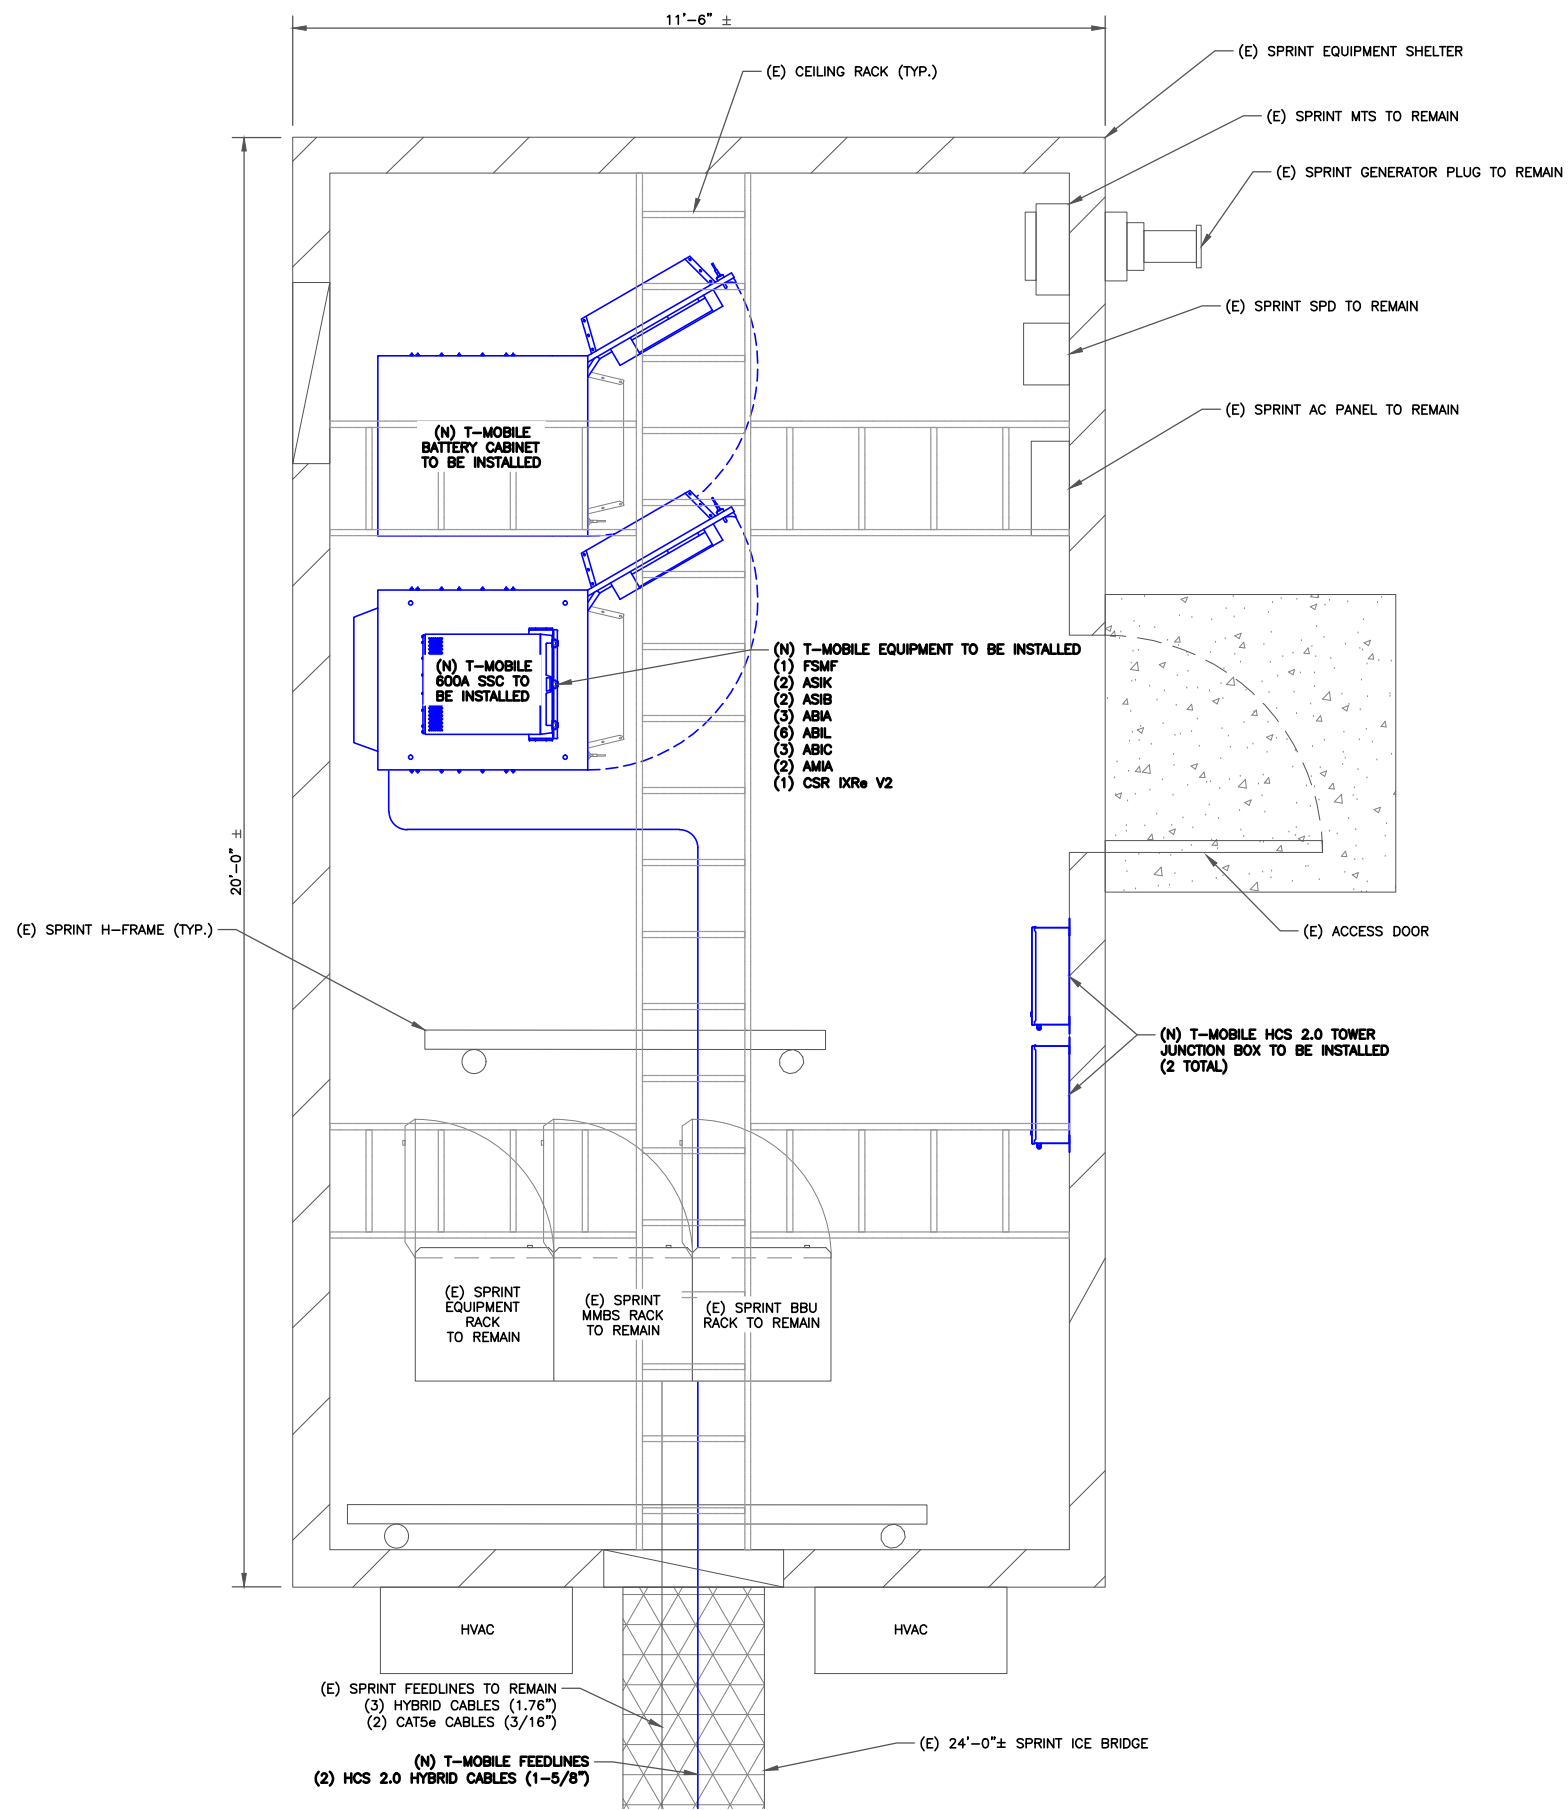 11'-6" ±
(E) SPRINT EQUIPMENT SHELTER
(E) CEILING RACK (TYP.)
(E) SPRINT MTS TO REMAIN
(E) SPRINT GENERATOR PLUG TO REMAIN
(E) SPRINT SPD TO REMAIN
(E) SPRINT AC PANEL TO REMAIN
(N) T-MOBILE
BATTERY CABINET
TO BE INSTALLED
(N) T-MOBILE
600A SSC TO
BE INSTALLED
(N) T-MOBILE EQUIPMENT TO BE INSTALLED
(1) FSMF
(2) ASIK
(2) ASIB
(3) ABIA
(6) ABIL
(3) ABIC
(2) AMIA
(1) CSR IXRe V2
20'-0" ±
(E) SPRINT H-FRAME (TYP.)
(E) ACCESS DOOR
(N) T-MOBILE HCS 2.0 TOWER
JUNCTION BOX TO BE INSTALLED
(2 TOTAL)
(E) SPRINT
EQUIPMENT
RACK
TO REMAIN
(E) SPRINT
MMBS RACK
TO REMAIN
(E) SPRINT BBU
RACK TO REMAIN
HVAC
HVAC
(E) SPRINT FEEDLINES TO REMAIN
(3) HYBRID CABLES (1.76")
(2) CAT5e CABLES (3/16")
(E) 24'-0"± SPRINT ICE BRIDGE
(N) T-MOBILE FEEDLINES
(2) HCS 2.0 HYBRID CABLES (1-5/8")